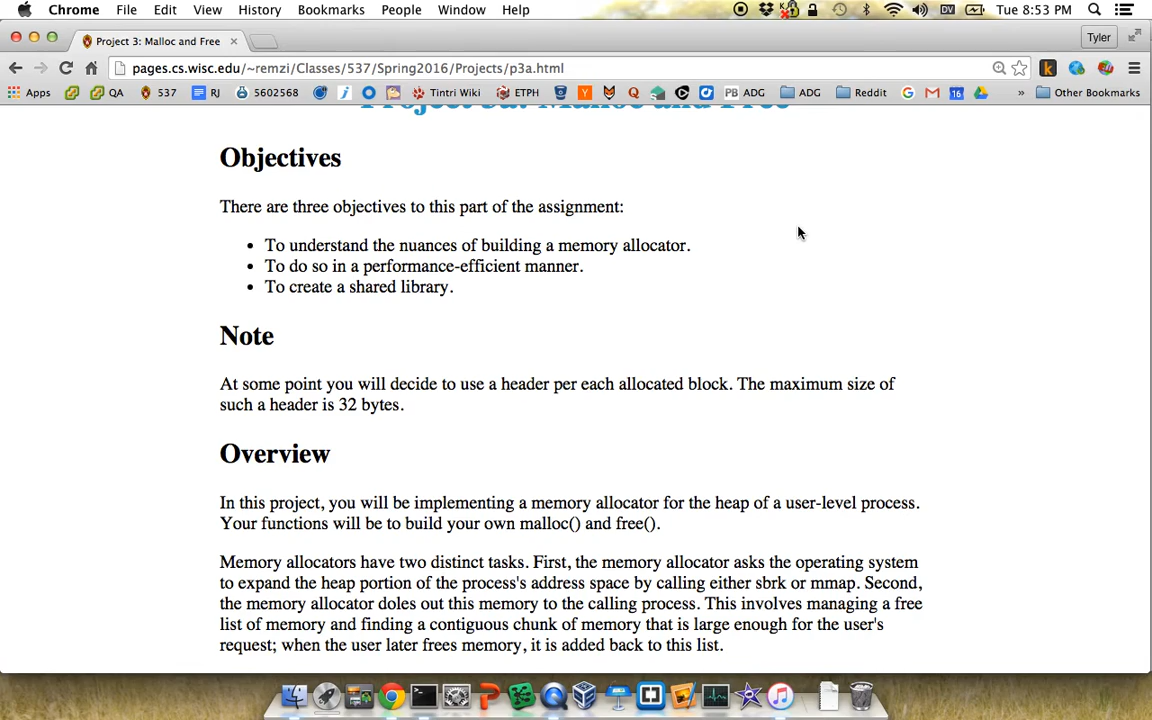 Chrome File Edit View History Bookmarks People Window Help DV Tue 8:53 PM
Project 3: Malloc and Free Tyler
pages.cs.wisc.edu/~remzi/Classes/537/Spring2016/Projects/p3a.html
Apps QA 537 RJ 5602568 Tintri Wiki ETPH PB ADG ADG Reddit 16 » Other Bookmarks
Objectives
There are three objectives to this part of the assignment:
• To understand the nuances of building a memory allocator.
• To do so in a performance-efficient manner.
• To create a shared library.
Note
At some point you will decide to use a header per each allocated block. The maximum size of
such a header is 32 bytes.
Overview
In this project, you will be implementing a memory allocator for the heap of a user-level process.
Your functions will be to build your own malloc() and free().
Memory allocators have two distinct tasks. First, the memory allocator asks the operating system
to expand the heap portion of the process's address space by calling either sbrk or mmap. Second,
the memory allocator doles out this memory to the calling process. This involves managing a free
list of memory and finding a contiguous chunk of memory that is large enough for the user's
request; when the user later frees memory, it is added back to this list.